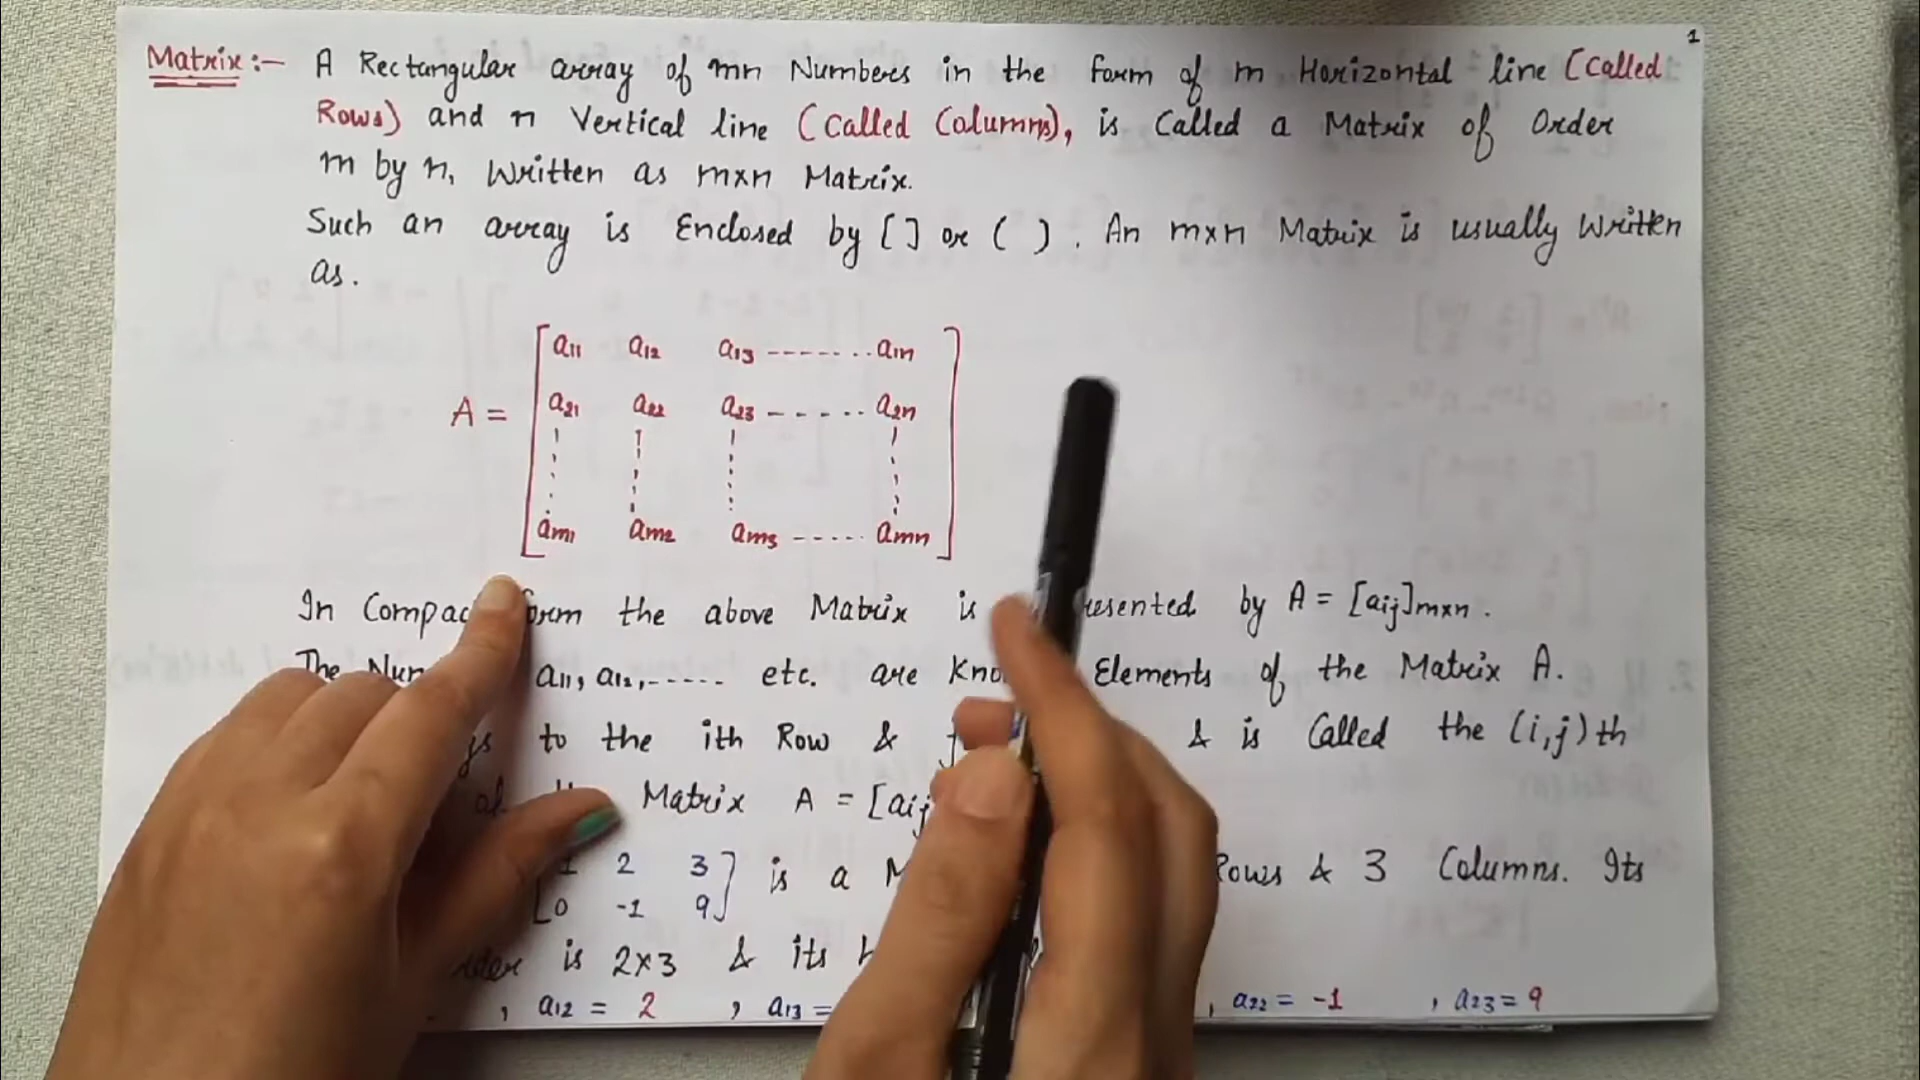 1
Matrix :- A Rectangular array of mn Numbers in the form of m Horizontal line (Called
Rows) and n Vertical line (Called Columns), is Called a Matrix of Order
m by n, Written as m×n Matrix.
Such an array is Enclosed by [ ] or ( ). An m×n Matrix is usually Written
as.
a11 a12 a13 ------- a1n
A = a21 a22 a23 ------ a2n
am1 am2 am3 ------ amn
In form the above Matrix is by A = [aij]m×n.
The a11, a12, ----- etc. are Elements of the Matrix A.
to the ith Row & & is Called the (i,j)th
Matrix A = [aij
1 2 3 is a Rows & 3 Columns. Its
0 -1 9
is 2×3 & its
, a12 = 2 , a13 = , a22 = -1 , a23 = 9